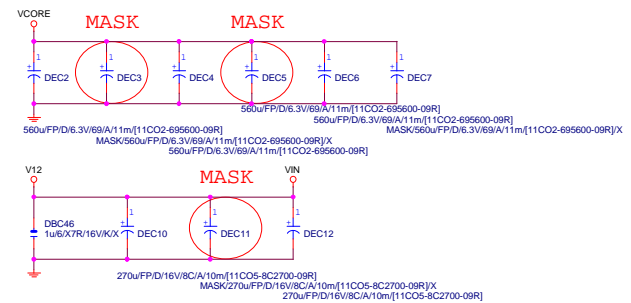 VCORE
MASK MASK
1 1 1 1 1 1
+ + + + + +
DEC2 DEC3 DEC4 DEC5 DEC6 DEC7
560u/FP/D/6.3V/69/A/11m/[11CO2-695600-09R]
560u/FP/D/6.3V/69/A/11m/[11CO2-695600-09R]
560u/FP/D/6.3V/69/A/11m/[11CO2-695600-09R] MASK/560u/FP/D/6.3V/69/A/11m/[11CO2-695600-09R]/X
MASK/560u/FP/D/6.3V/69/A/11m/[11CO2-695600-09R]/X
560u/FP/D/6.3V/69/A/11m/[11CO2-695600-09R]
V12 MASK VIN
1 1 1
+ + +
DBC46
1u/6/X7R/16V/K/X DEC10 DEC11 DEC12
270u/FP/D/16V/8C/A/10m/[11CO5-8C2700-09R]
MASK/270u/FP/D/16V/8C/A/10m/[11CO5-8C2700-09R]/X
270u/FP/D/16V/8C/A/10m/[11CO5-8C2700-09R]